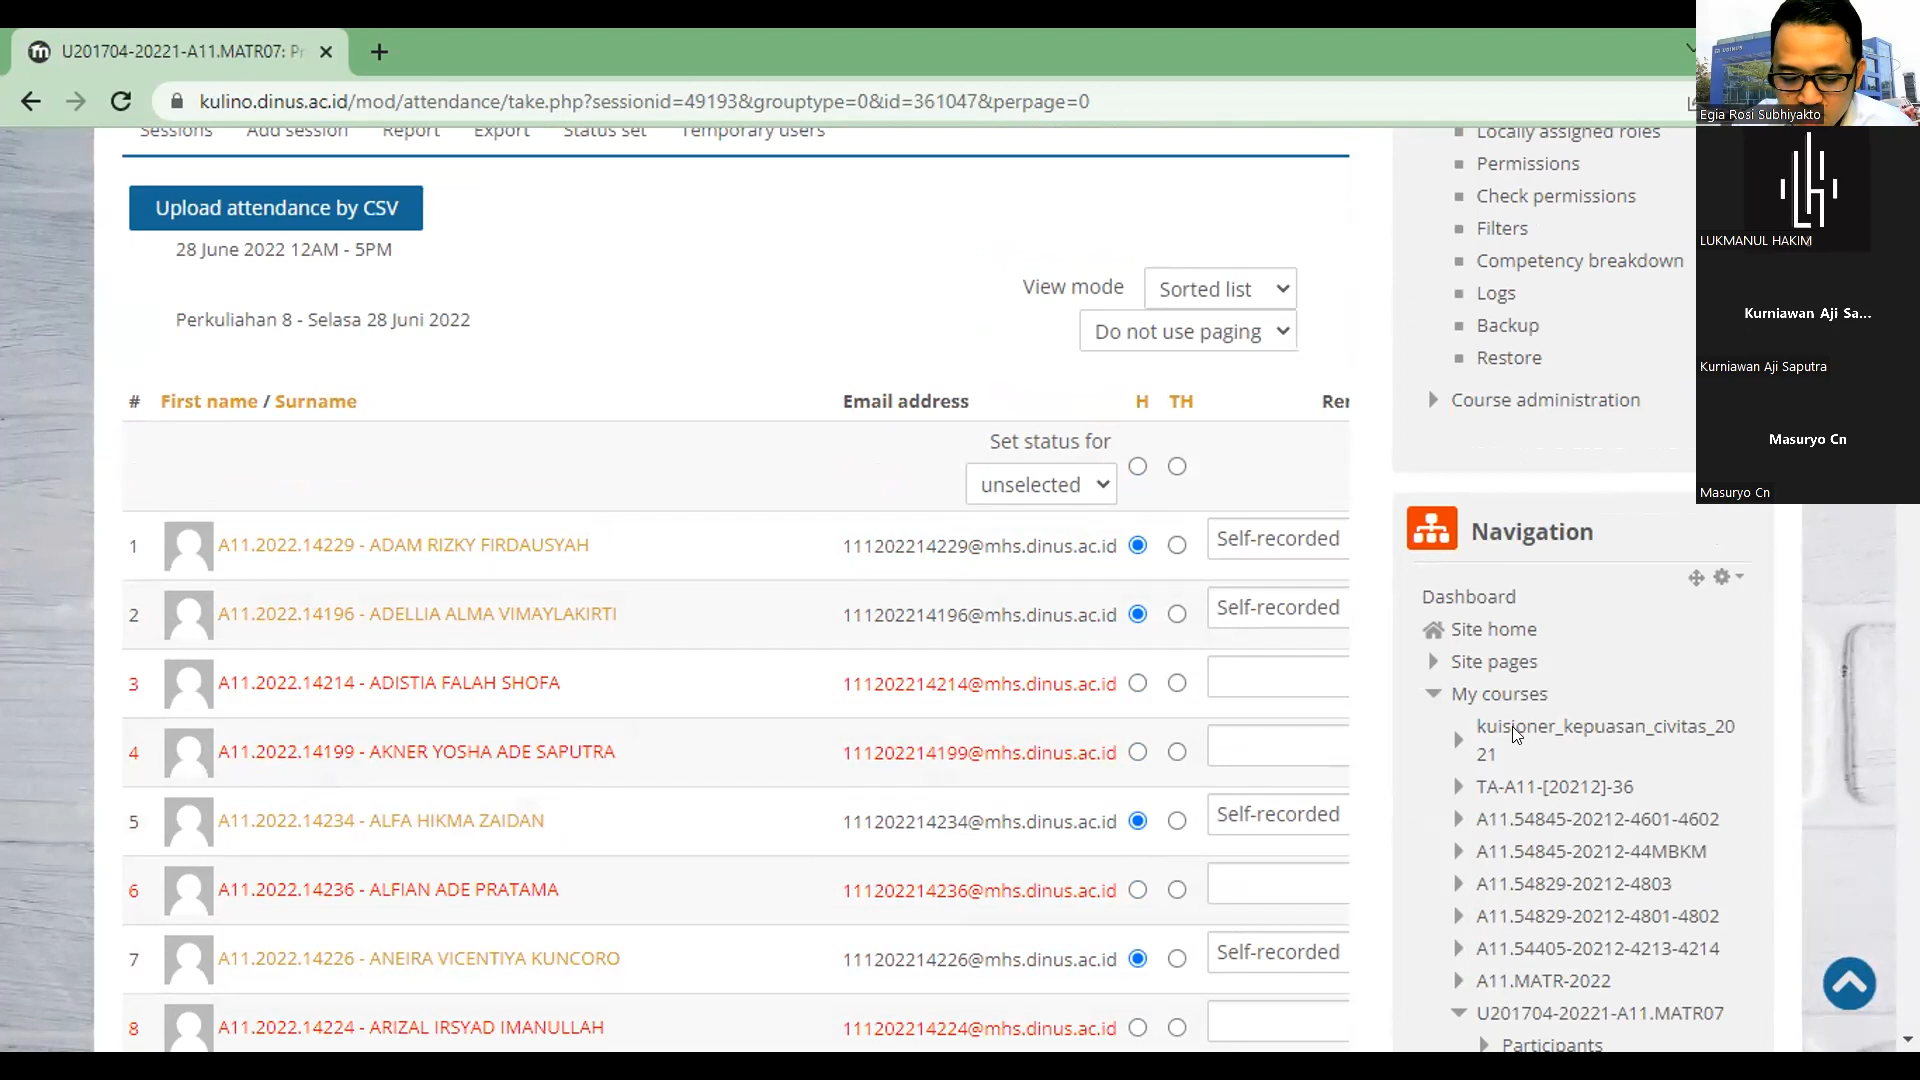 U201704-20221-A11.MATR07: Pr
kulino.dinus.ac.id/mod/attendance/take.php?sessionid=49193&grouptype=0&id=361047&perpage=0
Sessions Add session Report Export Status set Temporary users
Upload attendance by CSV
28 June 2022 12AM - 5PM
View mode Sorted list
Perkuliahan 8 - Selasa 28 Juni 2022
Do not use paging
# First name / Surname Email address H TH Rer
Set status for
unselected
1 A11.2022.14229 - ADAM RIZKY FIRDAUSYAH 111202214229@mhs.dinus.ac.id Self-recorded
2 A11.2022.14196 - ADELLIA ALMA VIMAYLAKIRTI 111202214196@mhs.dinus.ac.id Self-recorded
3 A11.2022.14214 - ADISTIA FALAH SHOFA 111202214214@mhs.dinus.ac.id
4 A11.2022.14199 - AKNER YOSHA ADE SAPUTRA 111202214199@mhs.dinus.ac.id
5 A11.2022.14234 - ALFA HIKMA ZAIDAN 111202214234@mhs.dinus.ac.id Self-recorded
6 A11.2022.14236 - ALFIAN ADE PRATAMA 111202214236@mhs.dinus.ac.id
7 A11.2022.14226 - ANEIRA VICENTIYA KUNCORO 111202214226@mhs.dinus.ac.id Self-recorded
8 A11.2022.14224 - ARIZAL IRSYAD IMANULLAH 111202214224@mhs.dinus.ac.id
Locally assigned roles
Permissions
Check permissions
Filters
Competency breakdown
Logs
Backup
Restore
Course administration
Navigation
Dashboard
Site home
Site pages
My courses
kuisioner_kepuasan_civitas_20
21
TA-A11-[20212]-36
A11.54845-20212-4601-4602
A11.54845-20212-44MBKM
A11.54829-20212-4803
A11.54829-20212-4801-4802
A11.54405-20212-4213-4214
A11.MATR-2022
U201704-20221-A11.MATR07
Participants
UDINUS
Egia Rosi Subhiyakto
LUKMANUL HAKIM
Kurniawan Aji Sa...
Kurniawan Aji Saputra
Masuryo Cn
Masuryo Cn